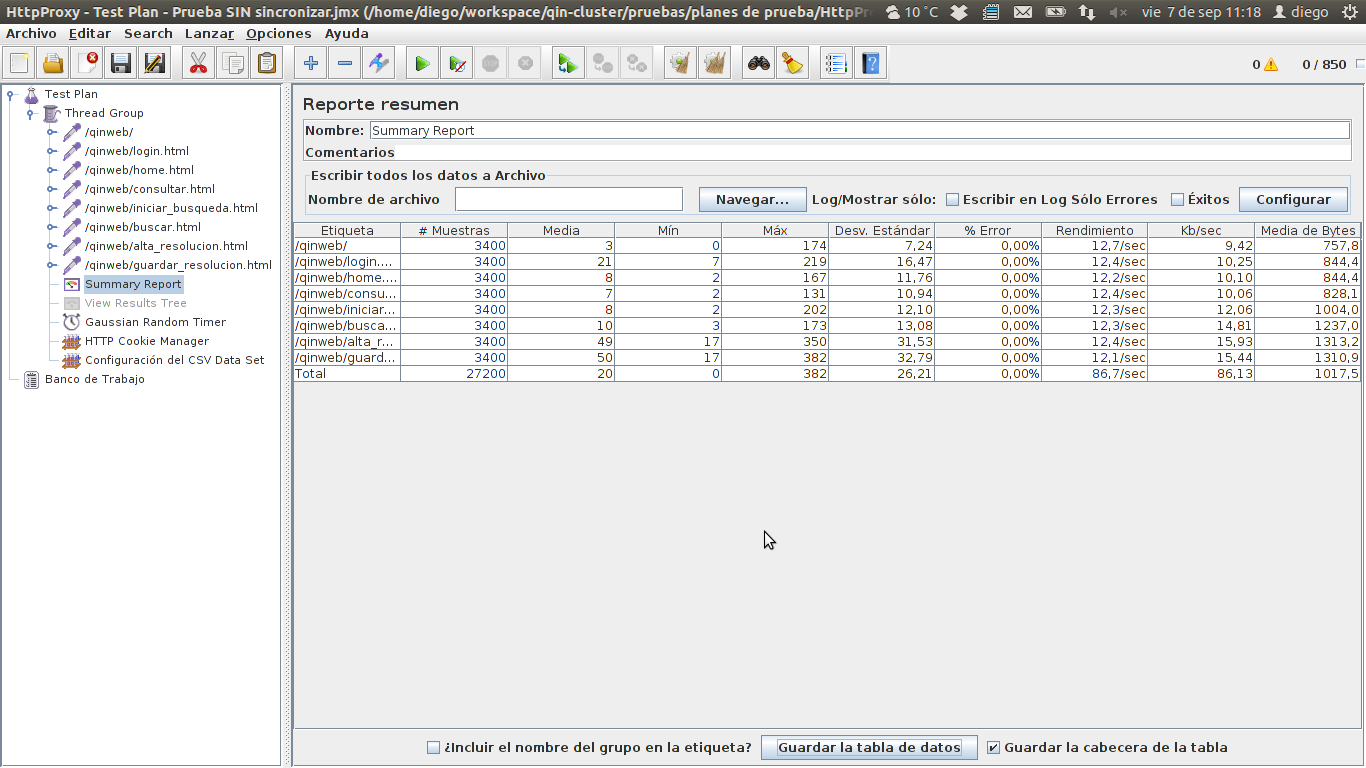 HttpProxy - Test Plan - Prueba SIN sincronizar.jmx (/home/diego/workspace/qin-cluster/pruebas/planes de prueba/HttpPr 10 °C vie 7 de sep 11:18 diego
Archivo Editar Search Lanzar Opciones Ayuda
0 0 / 850
Test Plan
Thread Group
/qinweb/
/qinweb/login.html
/qinweb/home.html
/qinweb/consultar.html
/qinweb/iniciar_busqueda.html
/qinweb/buscar.html
/qinweb/alta_resolucion.html
/qinweb/guardar_resolucion.html
Summary Report
View Results Tree
Gaussian Random Timer
HTTP Cookie Manager
Configuración del CSV Data Set
Banco de Trabajo
Reporte resumen
Nombre: Summary Report
Comentarios
Escribir todos los datos a Archivo
Nombre de archivo Navegar... Log/Mostrar sólo: Escribir en Log Sólo Errores Éxitos Configurar
Etiqueta # Muestras Media Mín Máx Desv. Estándar % Error Rendimiento Kb/sec Media de Bytes
/qinweb/ 3400 3 0 174 7,24 0,00% 12,7/sec 9,42 757,8
/qinweb/login.... 3400 21 7 219 16,47 0,00% 12,4/sec 10,25 844,4
/qinweb/home.... 3400 8 2 167 11,76 0,00% 12,2/sec 10,10 844,4
/qinweb/consu... 3400 7 2 131 10,94 0,00% 12,4/sec 10,06 828,1
/qinweb/iniciar... 3400 8 2 202 12,10 0,00% 12,3/sec 12,06 1004,0
/qinweb/busca... 3400 10 3 173 13,08 0,00% 12,3/sec 14,81 1237,0
/qinweb/alta_r... 3400 49 17 350 31,53 0,00% 12,4/sec 15,93 1313,2
/qinweb/guard... 3400 50 17 382 32,79 0,00% 12,1/sec 15,44 1310,9
Total 27200 20 0 382 26,21 0,00% 86,7/sec 86,13 1017,5
¿Incluir el nombre del grupo en la etiqueta? Guardar la tabla de datos Guardar la cabecera de la tabla